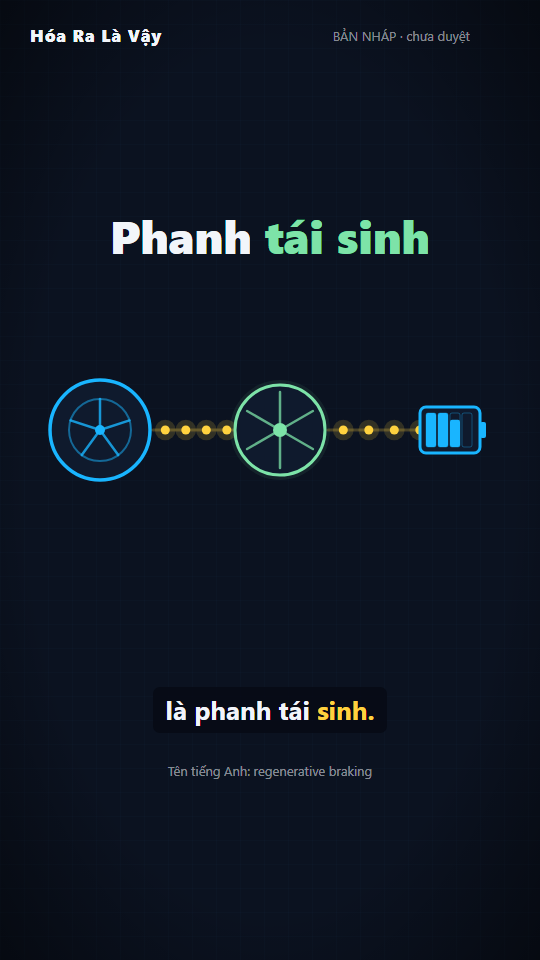 Hóa Ra Là Vậy
BẢN NHÁP · chưa duyệt
Phanh tái sinh
là phanh tái sinh.
Tên tiếng Anh: regenerative braking